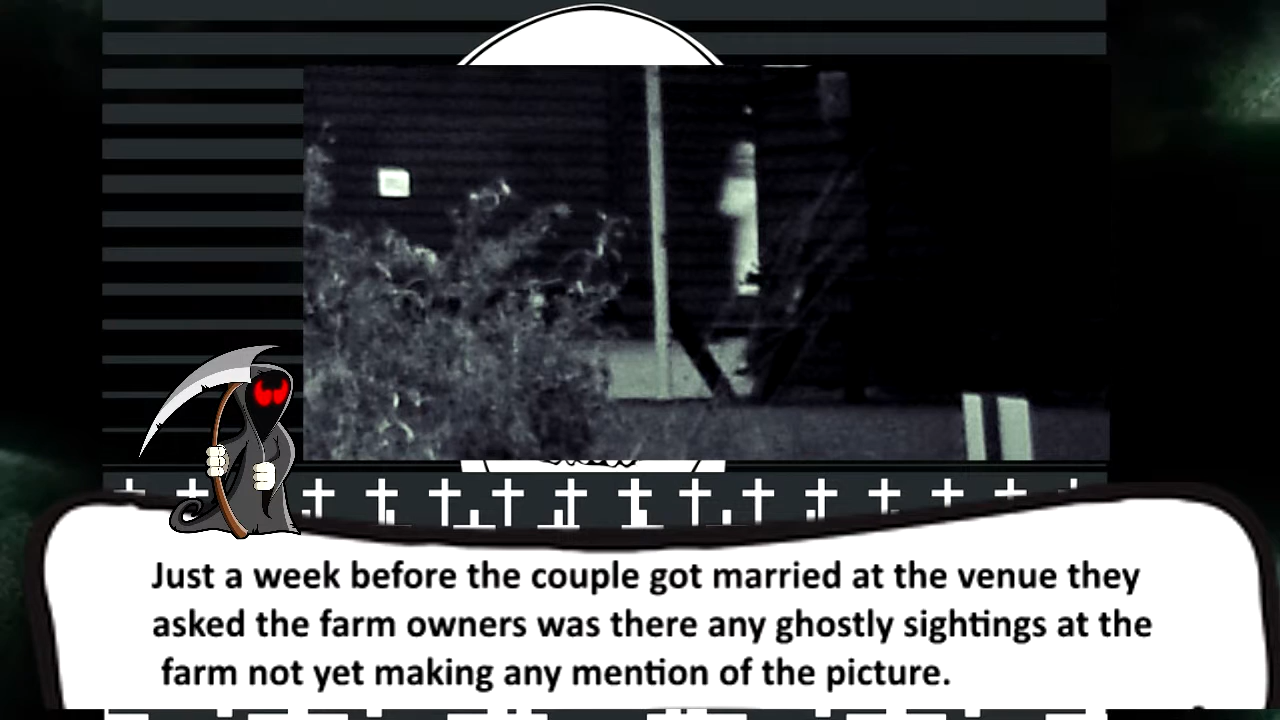 Just a week before the couple got married at the venue they
asked the farm owners was there any ghostly sightings at the
farm not yet making any mention of the picture.